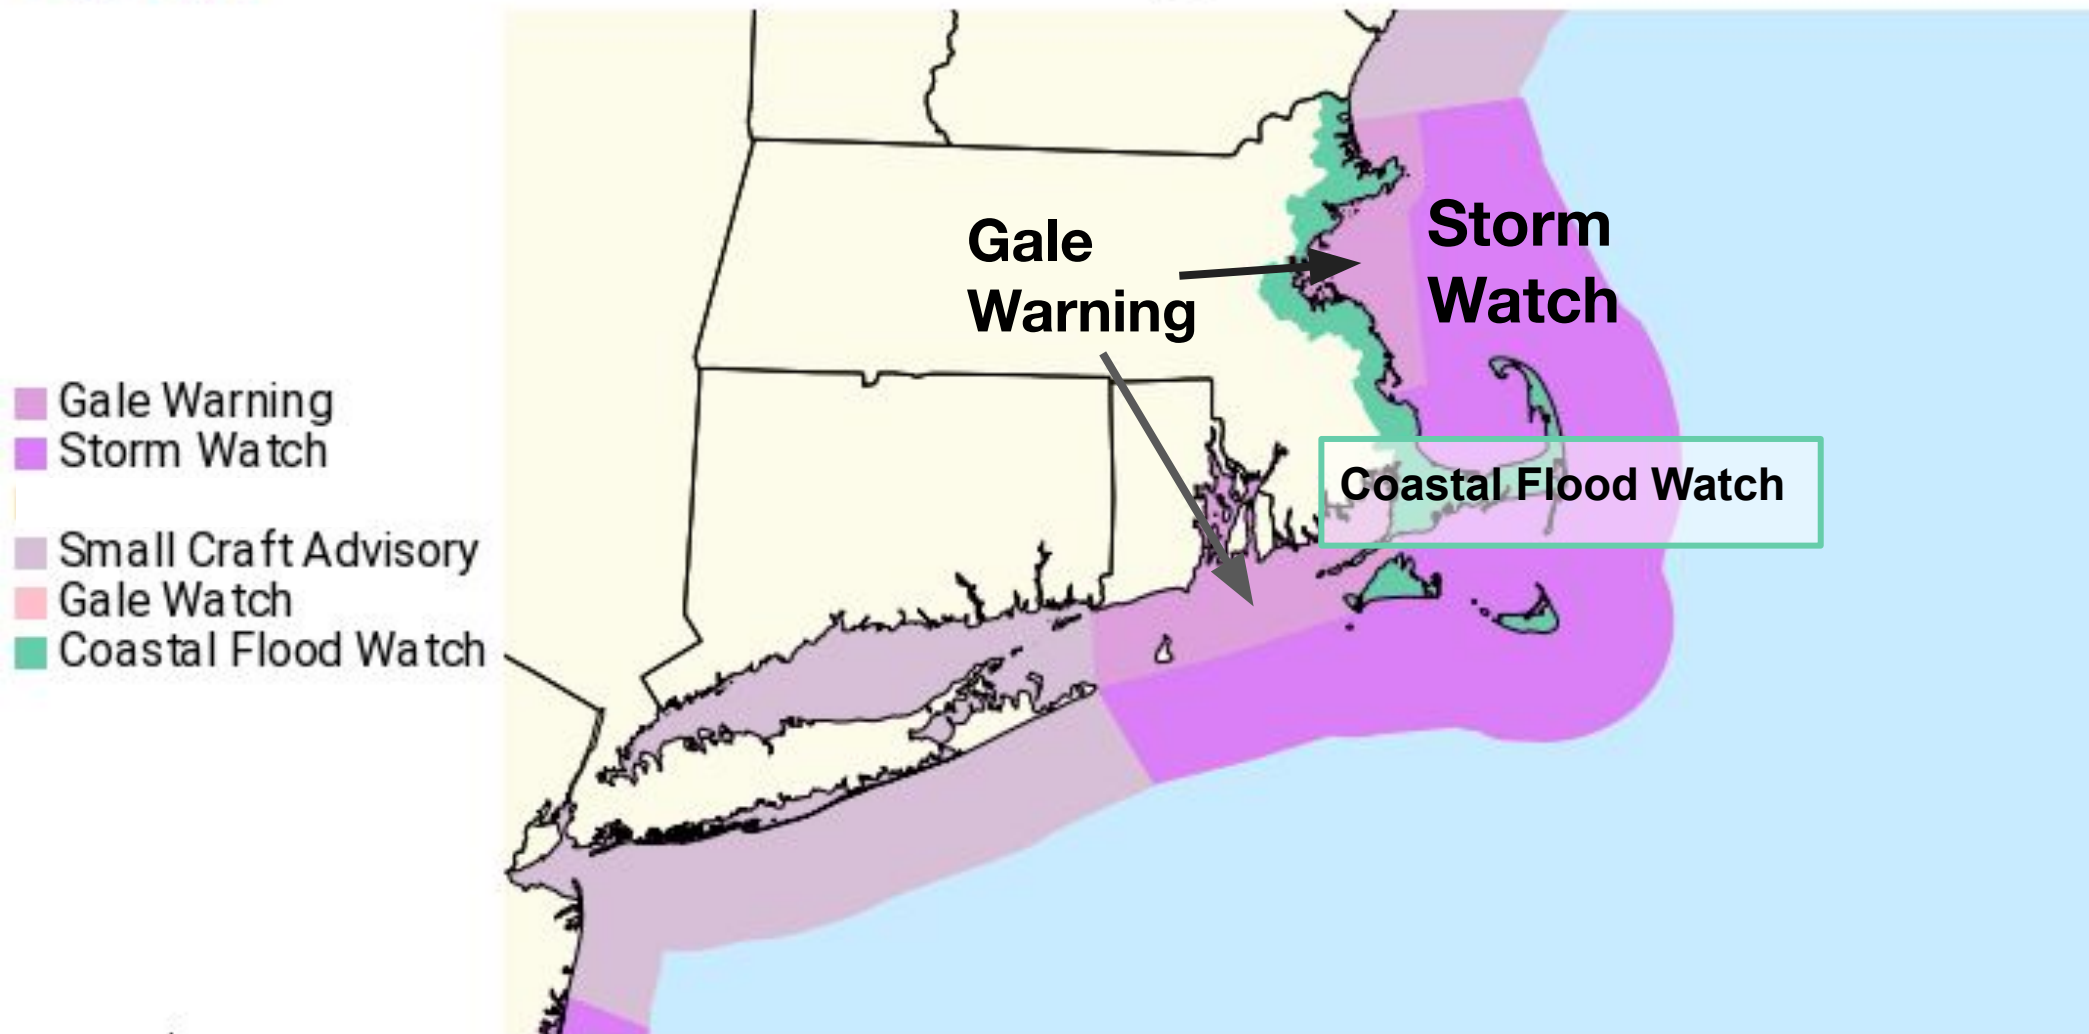 Gale
Warning
Storm
Watch
Coastal Flood Watch
Gale Warning
Storm Watch
Small Craft Advisory
Gale Watch
Coastal Flood Watch